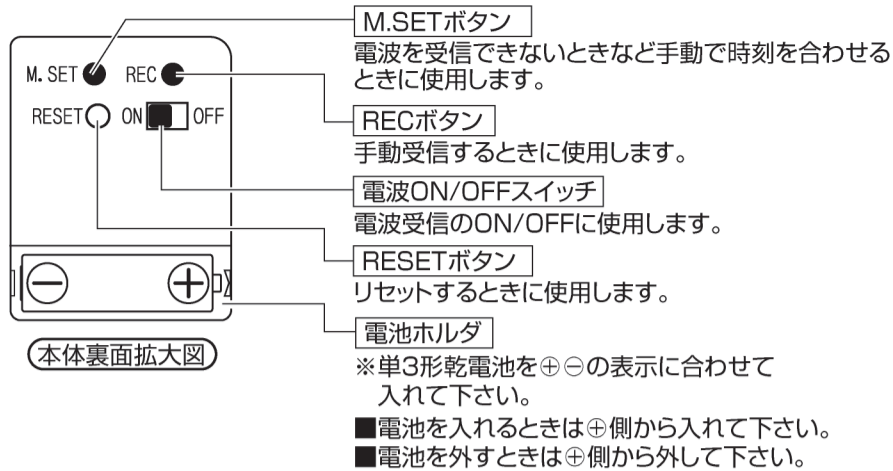 M.SETボタン
電波を受信できないときなど手動で時刻を合わせる
ときに使用します。
M. SET REC
RESET ON OFF
RECボタン
手動受信するときに使用します。
電波ON/OFFスイッチ
電波受信のON/OFFに使用します。
RESETボタン
リセットするときに使用します。
⊖ ⊕
電池ホルダ
本体裏面拡大図
※単3形乾電池を⊕⊖の表示に合わせて
入れて下さい。
■電池を入れるときは⊕側から入れて下さい。
■電池を外すときは⊕側から外して下さい。